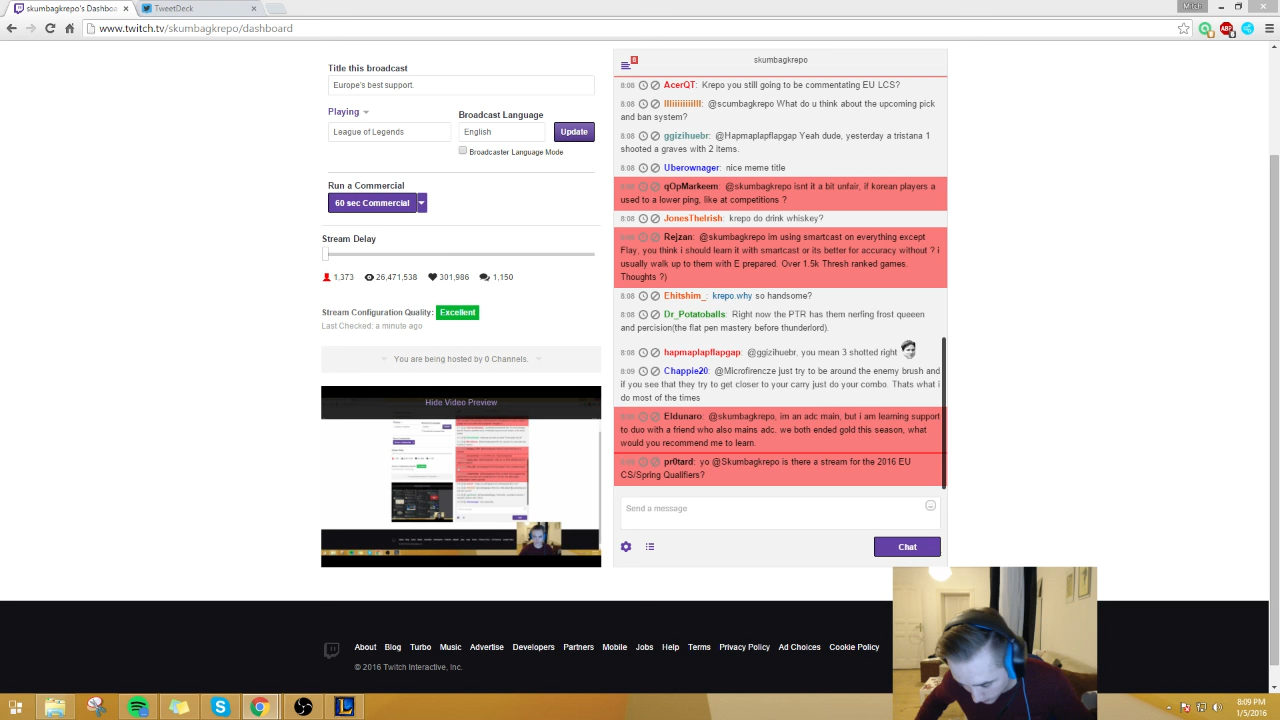 skumbagkrepo's Dashboard
TweetDeck
Mitch
www.twitch.tv/skumbagkrepo/dashboard
Title this broadcast
Europe's best support.
Playing
Broadcast Language
League of Legends
English
Update
Broadcaster Language Mode
Run a Commercial
60 sec Commercial
Stream Delay
1,373
26,471,538
301,986
1,150
Stream Configuration Quality: Excellent
Last Checked: a minute ago
You are being hosted by 0 Channels.
Hide Video Preview
skumbagkrepo
8:08 AcerQT: Krepo you still going to be commentating EU LCS?
8:08 @scumbagkrepo What do u think about the upcoming pick
and ban system?
8:08 ggizihuebr: @Hapmaplapflapgap Yeah dude, yesterday a tristana 1
shooted a graves with 2 items.
8:08 Uberownager: nice meme title
8:08 qOpMarkeem: @skumbagkrepo isnt it a bit unfair, if korean players a
used to a lower ping, like at competitions ?
8:08 JonesTheIrish: krepo do drink whiskey?
8:08 Rejzan: @skumbagkrepo im using smartcast on everything except
Flay, you think i should learn it with smartcast or its better for accuracy without ? i
usually walk up to them with E prepared. Over 1.5k Thresh ranked games.
Thoughts ?)
8:08 Ehitshim_: krepo.why so handsome?
8:08 Dr_Potatoballs: Right now the PTR has them nerfing frost queeen
and percision(the flat pen mastery before thunderlord).
8:08 hapmaplapflapgap: @ggizihuebr, you mean 3 shotted right
8:09 Chappie20: @Microfirencze just try to be around the enemy brush and
if you see that they try to get closer to your carry just do your combo. Thats what i
do most of the times
8:09 Eldunaro: @skumbagkrepo, im an adc main, but i am learning support
to duo with a friend who also mains adc. we both ended gold this season, what
would you recommend me to learn.
8:09 pr0tard: yo @Skumbagkrepo is there a stream for the 2016 EU
CS/Spring Qualifiers?
Send a message
Chat
About Blog Turbo Music Advertise Developers Partners Mobile Jobs Help Terms Privacy Policy Ad Choices Cookie Policy
© 2016 Twitch Interactive, Inc.
8:09 PM
1/5/2016